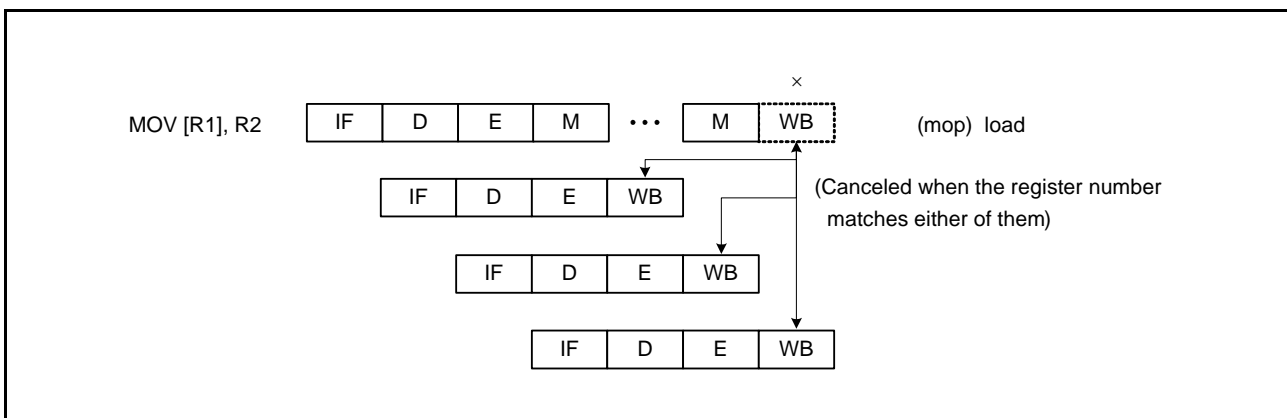 ×
MOV [R1], R2 IF D E M ••• M WB (mop) load
IF D E WB (Canceled when the register number
matches either of them)
IF D E WB
IF D E WB